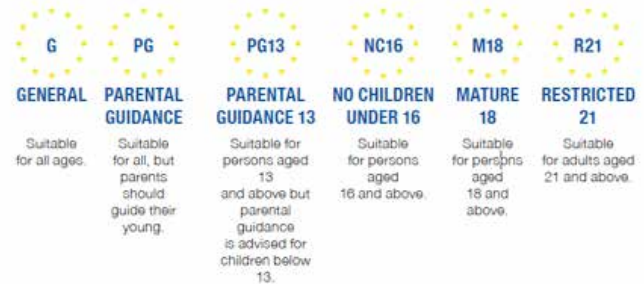 G
PG
PG13
NC16
M18
R21
GENERAL
PARENTAL
GUIDANCE
PARENTAL
GUIDANCE 13
NO CHILDREN
UNDER 16
MATURE
18
RESTRICTED
21
Suitable
for all ages.
Suitable
for all, but
parents
should
guide their
young.
Suitable for
persons aged
13
and above but
parental
guidance
is advised for
children below
13.
Suitable
for persons
aged
16 and above.
Suitable
for persons
aged
18 and
above.
Suitable
for adults aged
21 and above.